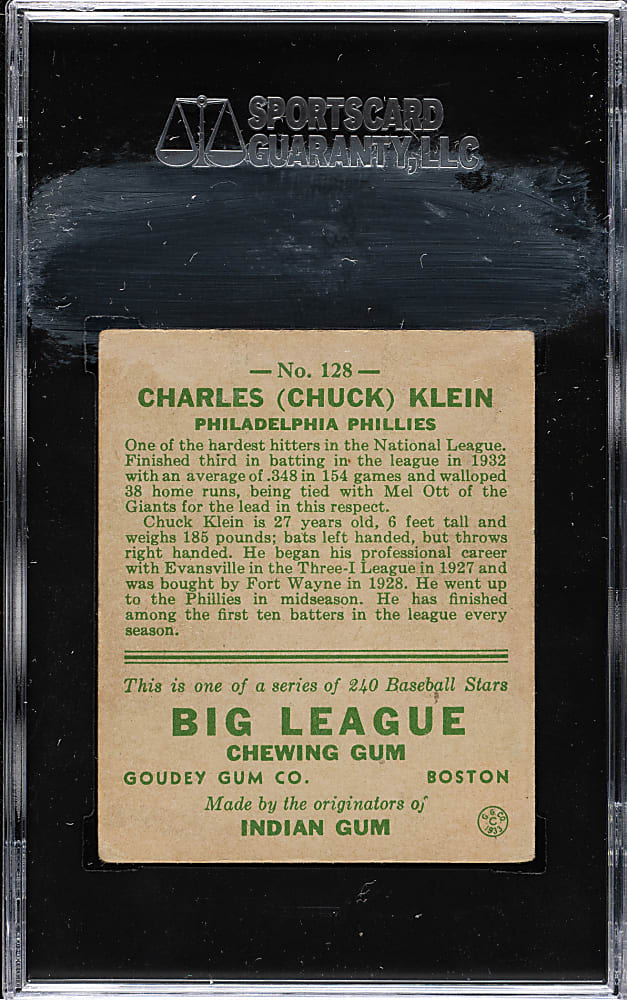 SPORTSCARD
GUARANTY, LLC
— No. 128 —
CHARLES (CHUCK) KLEIN
PHILADELPHIA PHILLIES
One of the hardest hitters in the National League.
Finished third in batting in the league in 1932
with an average of .348 in 154 games and walloped
38 home runs, being tied with Mel Ott of the
Giants for the lead in this respect.
Chuck Klein is 27 years old, 6 feet tall and
weighs 185 pounds; bats left handed, but throws
right handed. He began his professional career
with Evansville in the Three-I League in 1927 and
was bought by Fort Wayne in 1928. He went up
to the Phillies in midseason. He has finished
among the first ten batters in the league every
season.
This is one of a series of 240 Baseball Stars
BIG LEAGUE
CHEWING GUM
GOUDEY GUM CO. BOSTON
Made by the originators of
INDIAN GUM
G. G. CO.
C
1933